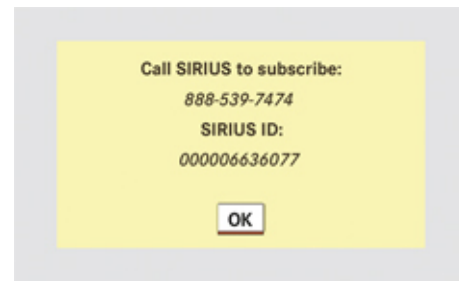 Call SIRIUS to subscribe:
888-539-7474
SIRIUS ID:
000006636077
OK